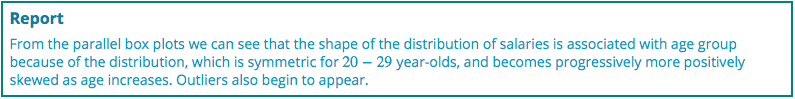 Report
From the parallel box plots we can see that the shape of the distribution of salaries is associated with age group
because of the distribution, which is symmetric for 20 − 29 year-olds, and becomes progressively more positively
skewed as age increases. Outliers also begin to appear.